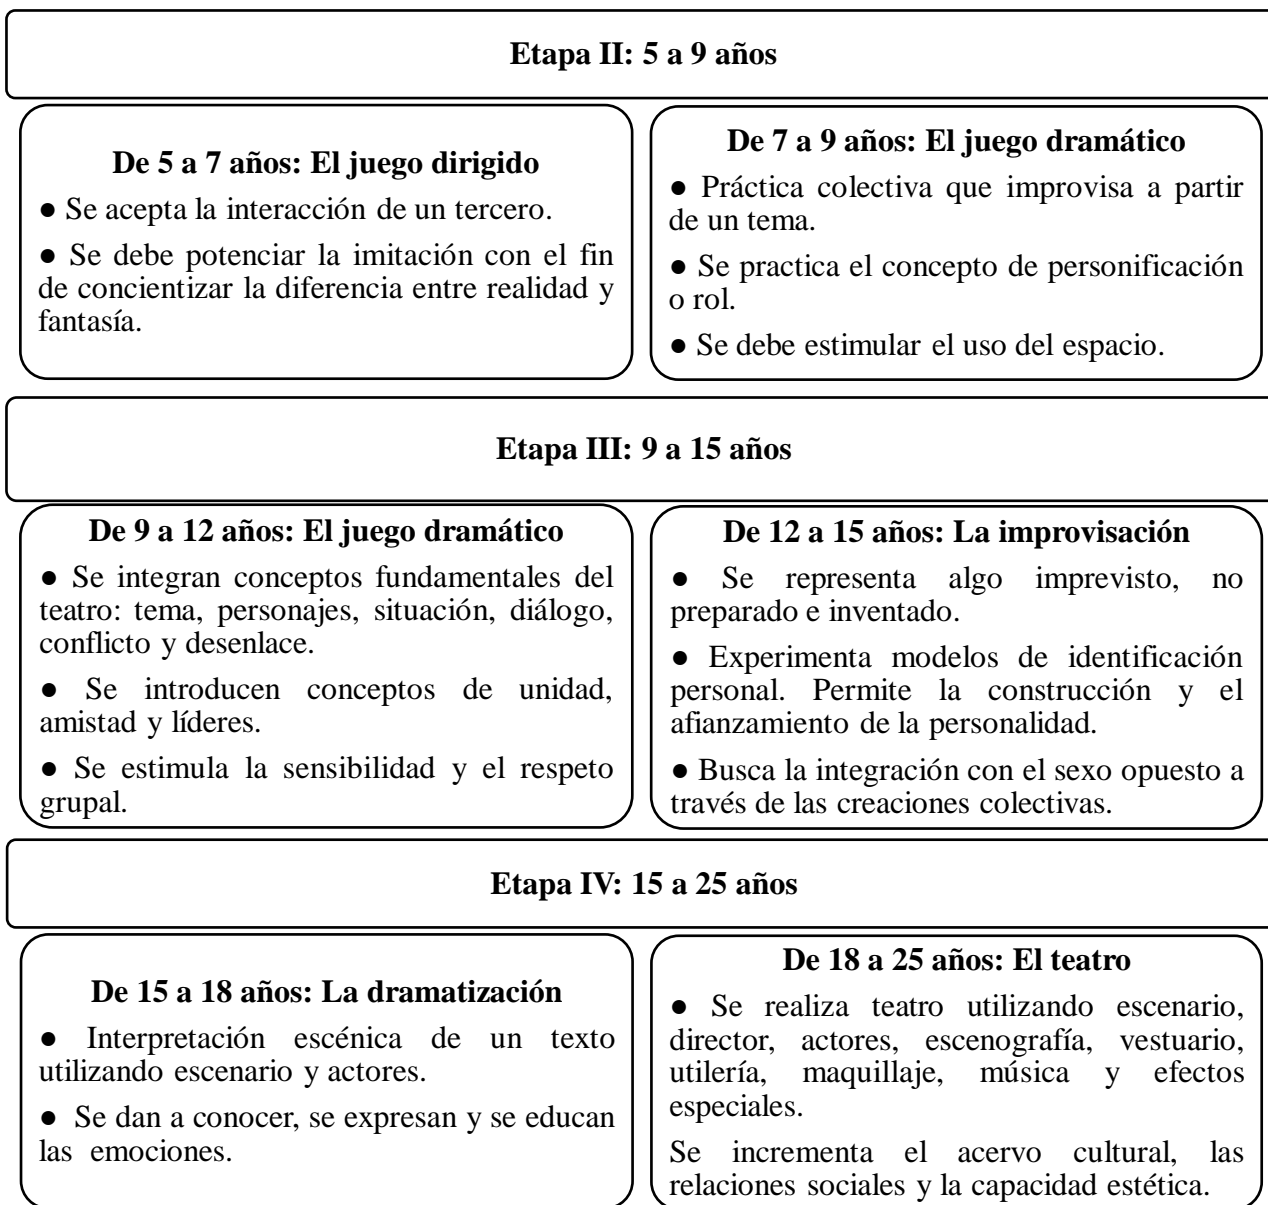 Etapa II: 5 a 9 años
De 5 a 7 años: El juego dirigido
● Se acepta la interacción de un tercero.
● Se debe potenciar la imitación con el fin
de concientizar la diferencia entre realidad y
fantasía.
De 7 a 9 años: El juego dramático
● Práctica colectiva que improvisa a partir
de un tema.
● Se practica el concepto de personificación
o rol.
● Se debe estimular el uso del espacio.
Etapa III: 9 a 15 años
De 9 a 12 años: El juego dramático
● Se integran conceptos fundamentales del
teatro: tema, personajes, situación, diálogo,
conflicto y desenlace.
● Se introducen conceptos de unidad,
amistad y líderes.
● Se estimula la sensibilidad y el respeto
grupal.
De 12 a 15 años: La improvisación
● Se representa algo imprevisto, no
preparado e inventado.
● Experimenta modelos de identificación
personal. Permite la construcción y el
afianzamiento de la personalidad.
● Busca la integración con el sexo opuesto a
través de las creaciones colectivas.
Etapa IV: 15 a 25 años
De 15 a 18 años: La dramatización
● Interpretación escénica de un texto
utilizando escenario y actores.
● Se dan a conocer, se expresan y se educan
las emociones.
De 18 a 25 años: El teatro
● Se realiza teatro utilizando escenario,
director, actores, escenografía, vestuario,
utilería, maquillaje, música y efectos
especiales.
Se incrementa el acervo cultural, las
relaciones sociales y la capacidad estética.